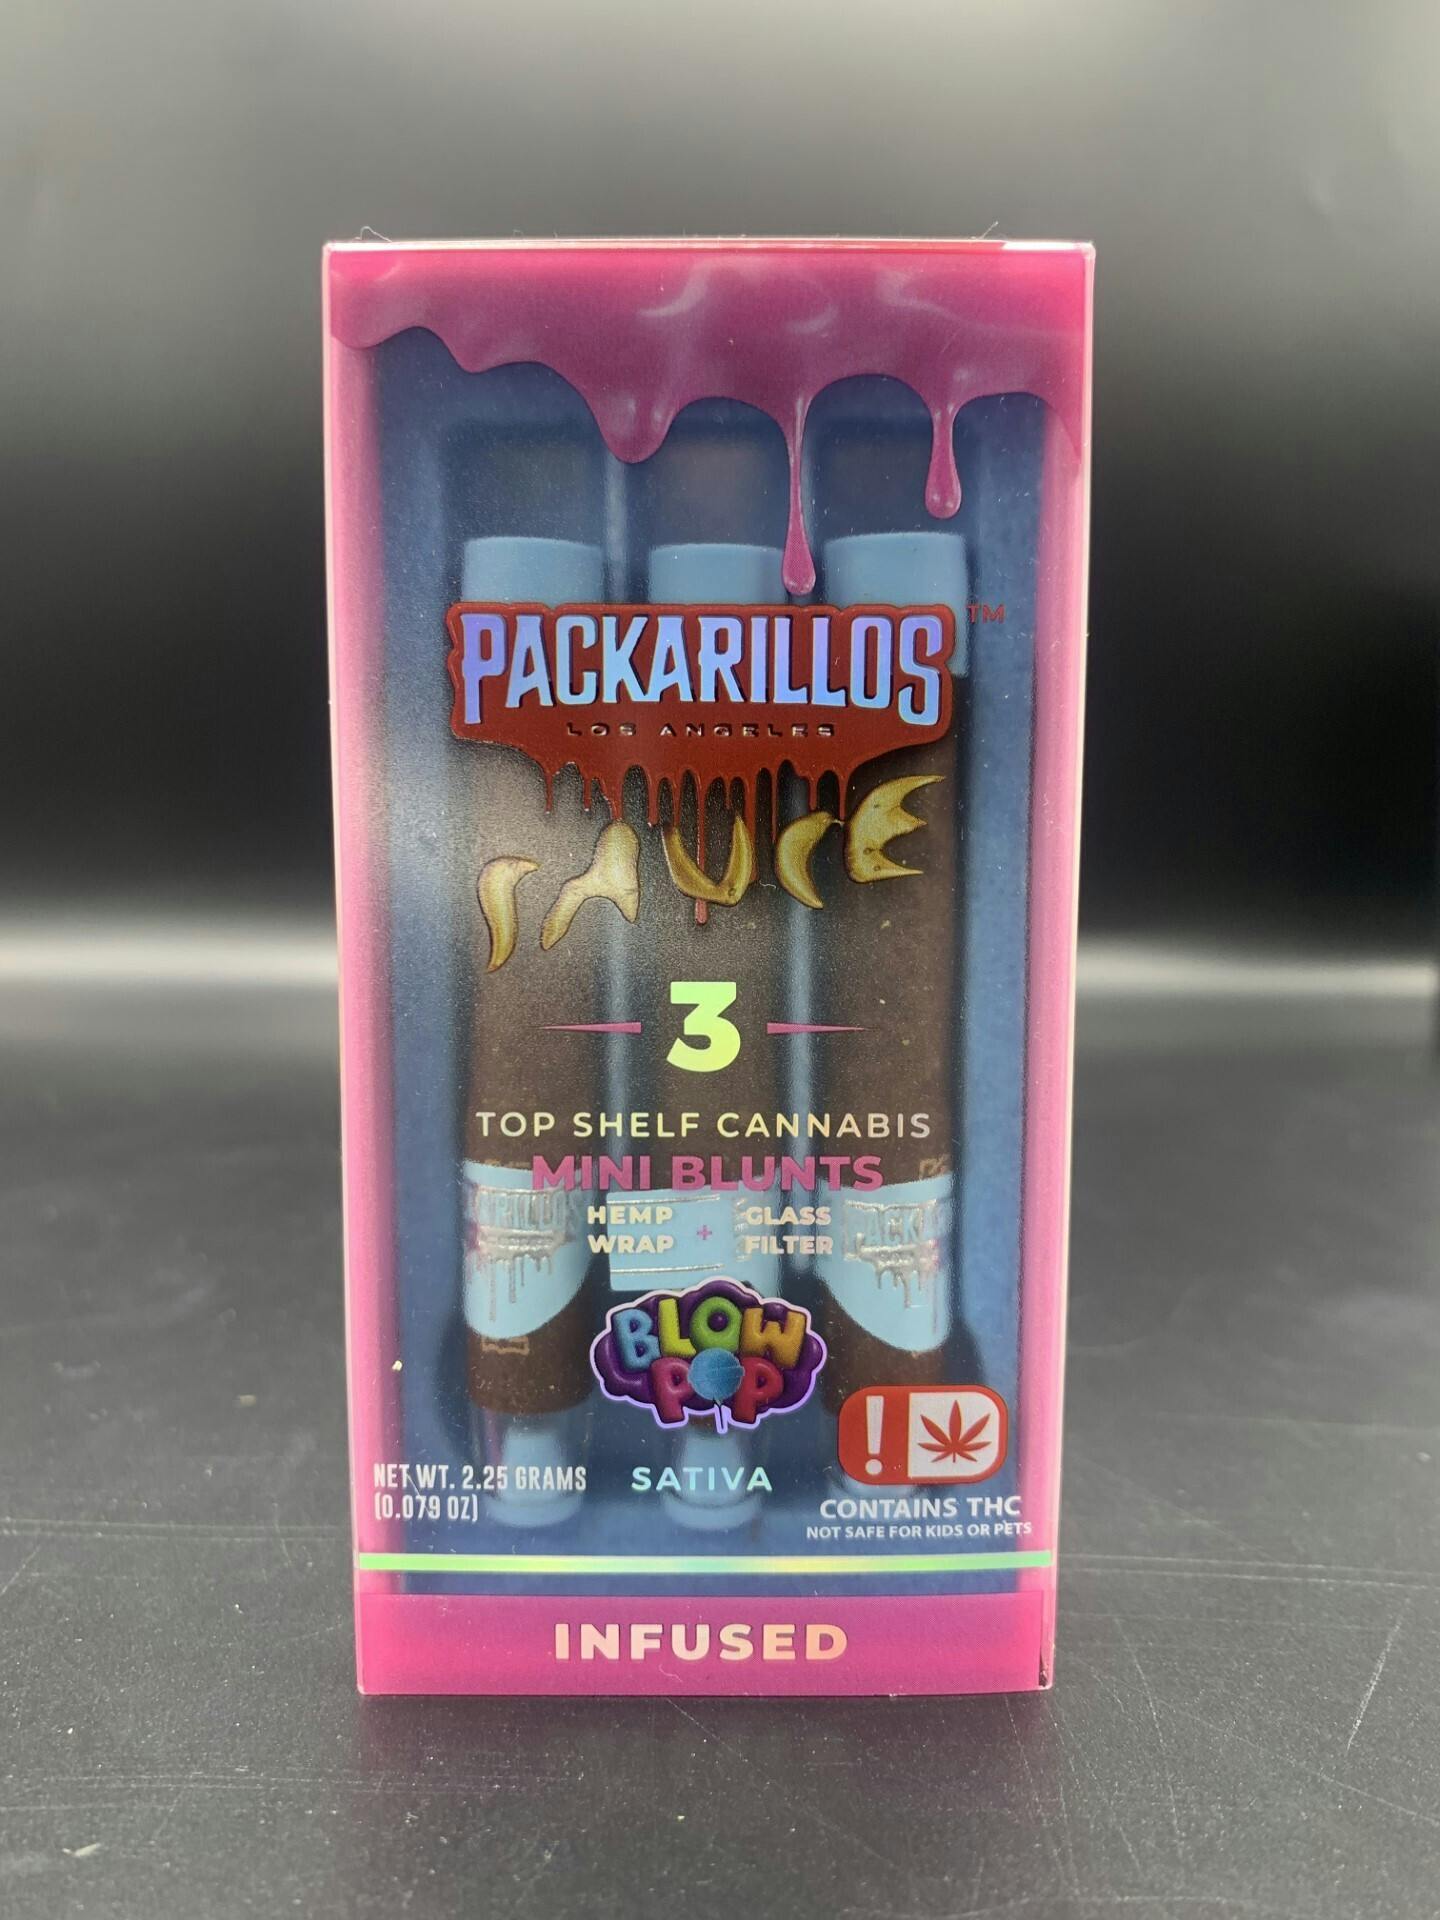 PACKARILLOS™
LOS ANGELES
SAUCE
3
TOP SHELF CANNABIS
MINI BLUNTS
HEMP WRAP + GLASS FILTER
BLOW
POP
SATIVA
NET WT. 2.25 GRAMS
(0.079 OZ)
!
CONTAINS THC
NOT SAFE FOR KIDS OR PETS
INFUSED